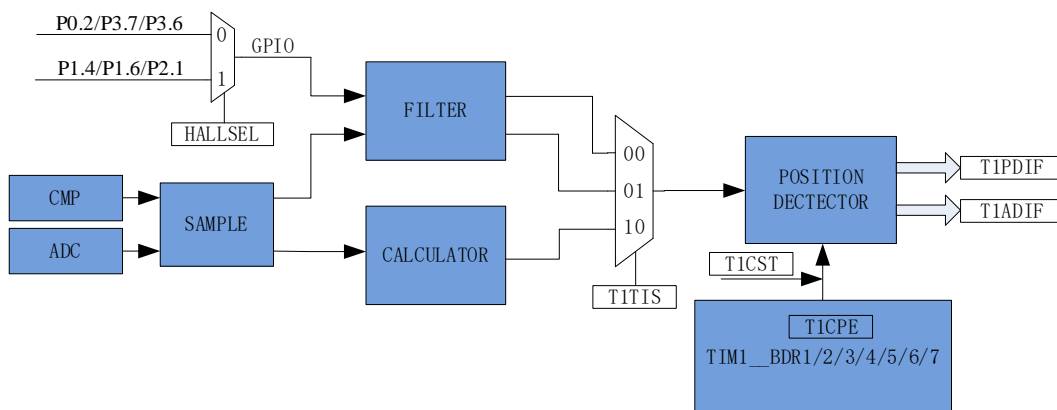 P0.2/P3.7/P3.6
0
GPIO
P1.4/P1.6/P2.1
1
HALLSEL
FILTER
CMP
ADC
SAMPLE
CALCULATOR
00
01
10
T1TIS
POSITION
DECTECTOR
T1PDIF
T1ADIF
T1CST
T1CPE
TIM1__BDR1/2/3/4/5/6/7